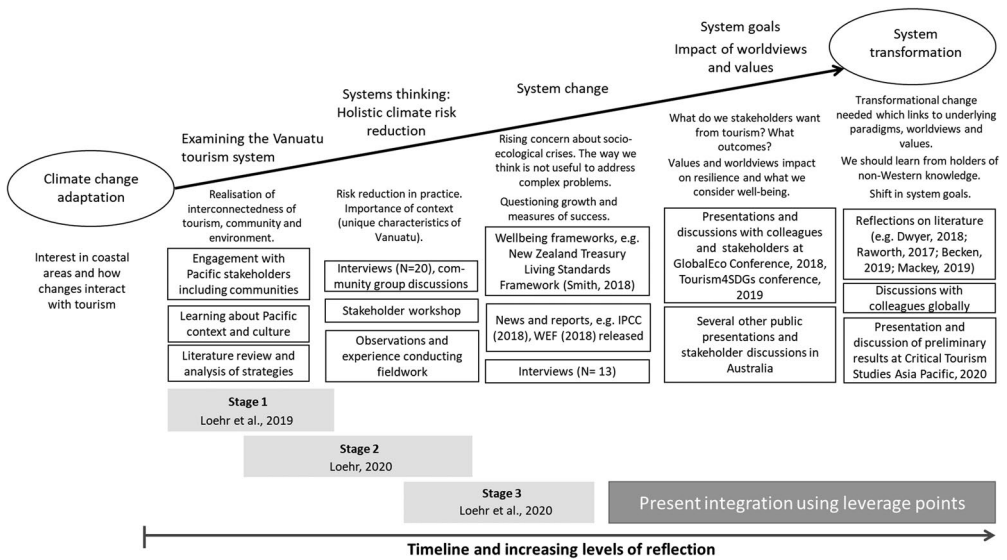 System goals
Impact of worldviews
and values
System
transformation
System change
Systems thinking:
Holistic climate risk
reduction
Examining the Vanuatu
tourism system
Climate change
adaptation
Interest in coastal
areas and how
changes interact
with tourism
Realisation of
interconnectedness of
tourism, community and
environment.
Engagement with
Pacific stakeholders
including communities
Learning about Pacific
context and culture
Literature review and
analysis of strategies
Risk reduction in practice.
Importance of context
(unique characteristics of
Vanuatu).
Interviews (N=20), com-
munity group discussions
Stakeholder workshop
Observations and
experience conducting
fieldwork
Rising concern about socio-
ecological crises. The way we
think is not useful to address
complex problems.
Questioning growth and
measures of success.
Wellbeing frameworks, e.g.
New Zealand Treasury
Living Standards
Framework (Smith, 2018)
News and reports, e.g. IPCC
(2018), WEF (2018) released
Interviews (N= 13)
What do we stakeholders want
from tourism? What
outcomes?
Values and worldviews impact
on resilience and what we
consider well-being.
Presentations and
discussions with colleagues
and stakeholders at
GlobalEco Conference, 2018,
Tourism4SDGs conference,
2019
Several other public
presentations and
stakeholder discussions in
Australia
Transformational change
needed which links to underlying
paradigms, worldviews and
values.
We should learn from holders of
non-Western knowledge.
Shift in system goals.
Reflections on literature
(e.g. Dwyer, 2018;
Raworth, 2017; Becken,
2019; Mackey, 2019)
Discussions with
colleagues globally
Presentation and
discussion of preliminary
results at Critical Tourism
Studies Asia Pacific, 2020
Stage 1
Loehr et al., 2019
Stage 2
Loehr, 2020
Stage 3
Loehr et al., 2020
Present integration using leverage points
Timeline and increasing levels of reflection